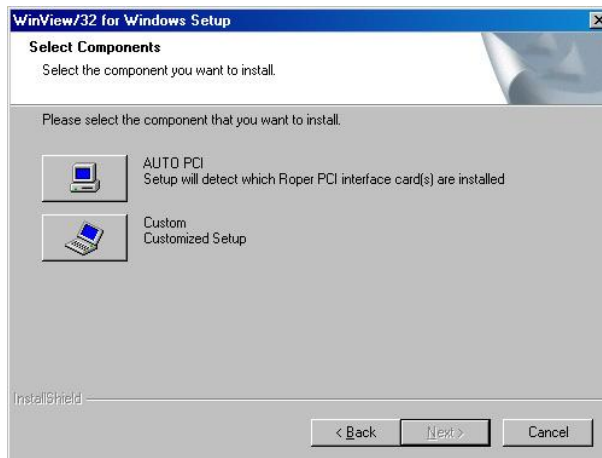 WinView/32 for Windows Setup
Select Components
Select the component you want to install.
Please select the component that you want to install.
AUTO PCI
Setup will detect which Roper PCI interface card(s) are installed
Custom
Customized Setup
InstallShield
< Back Next > Cancel